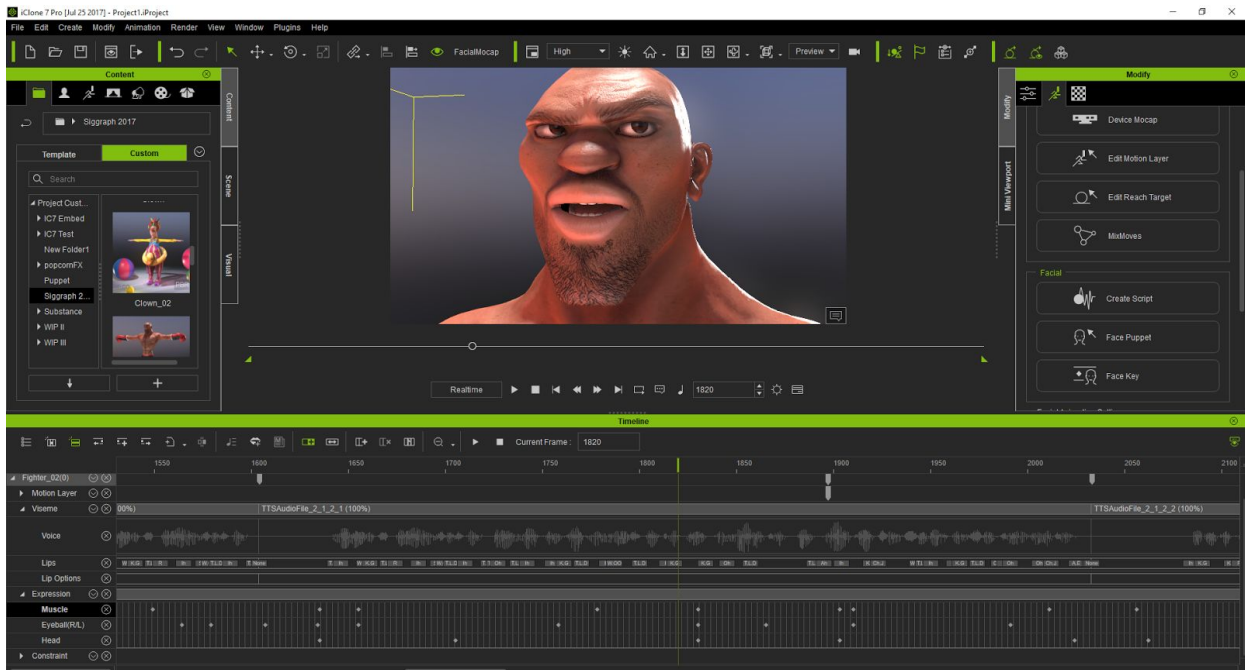 iClone 7 Pro [Jul 25 2017] - Project1.iProject
File Edit Create Modify Animation Render View Window Plugins Help
FacialMocap High Preview
Content
Siggraph 2017
Template Custom
Search
Project Cust...
IC7 Embed
IC7 Test
New Folder1
popcornFX
Puppet
Siggraph 2...
Substance
WIP II
WIP III
Clown_02
Content
Scene
Visual
Realtime 1820
Modify
Mini Viewport
Modify
Device Mocap
Edit Motion Layer
Edit Reach Target
MixMoves
Facial
Create Script
Face Puppet
Face Key
Timeline
Current Frame : 1820
1550 1600 1650 1700 1750 1800 1850 1900 1950 2000 2050 2100
Fighter_02(0)
Motion Layer
Viseme 00%) TTSAudioFile_2_1_2_1 (100%) TTSAudioFile_2_1_2_2 (100%)
Voice
Lips
Lip Options
Expression
Muscle
Eyeball(R/L)
Head
Constraint